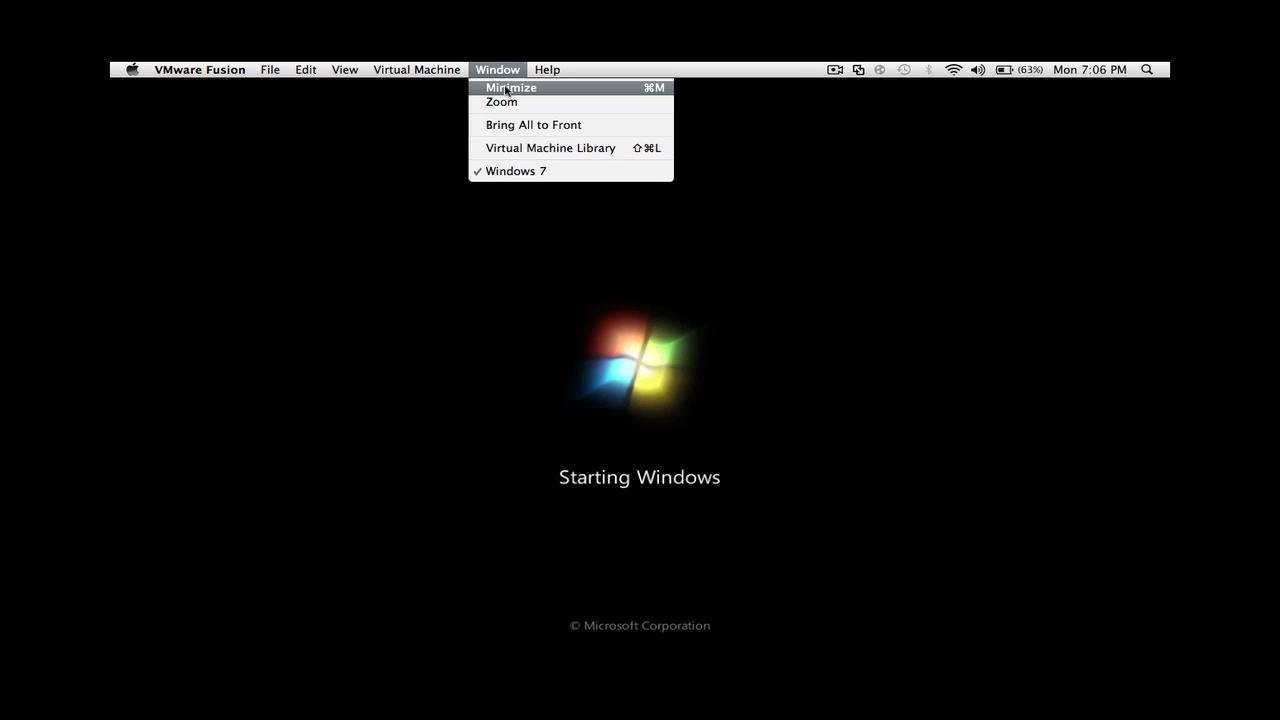 VMware Fusion File Edit View Virtual Machine Window Help (63%) Mon 7:06 PM
Minimize ⌘M
Zoom
Bring All to Front
Virtual Machine Library ⇧⌘L
✓ Windows 7
Starting Windows
© Microsoft Corporation